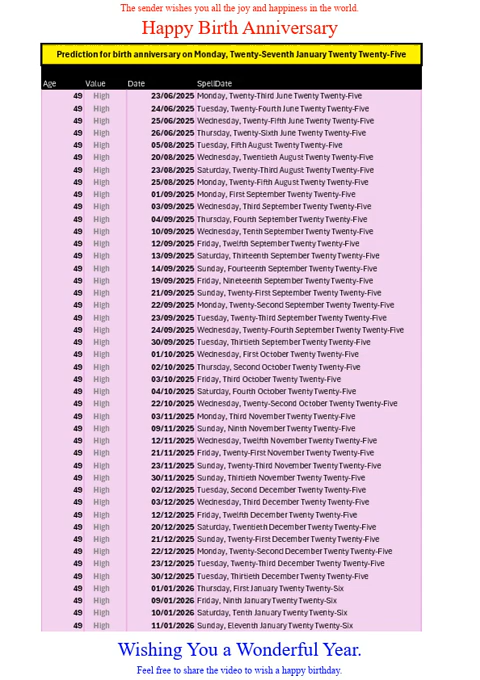 The sender wishes you all the joy and happiness in the world.
Happy Birth Anniversary
Prediction for birth anniversary on Monday, Twenty-Seventh January Twenty Twenty-Five
Age Value Date SpellDate
49 High 23/06/2025 Monday, Twenty-Third June Twenty Twenty-Five
49 High 24/06/2025 Tuesday, Twenty-Fourth June Twenty Twenty-Five
49 High 25/06/2025 Wednesday, Twenty-Fifth June Twenty Twenty-Five
49 High 26/06/2025 Thursday, Twenty-Sixth June Twenty Twenty-Five
49 High 05/08/2025 Tuesday, Fifth August Twenty Twenty-Five
49 High 20/08/2025 Wednesday, Twentieth August Twenty Twenty-Five
49 High 23/08/2025 Saturday, Twenty-Third August Twenty Twenty-Five
49 High 25/08/2025 Monday, Twenty-Fifth August Twenty Twenty-Five
49 High 01/09/2025 Monday, First September Twenty Twenty-Five
49 High 03/09/2025 Wednesday, Third September Twenty Twenty-Five
49 High 04/09/2025 Thursday, Fourth September Twenty Twenty-Five
49 High 10/09/2025 Wednesday, Tenth September Twenty Twenty-Five
49 High 12/09/2025 Friday, Twelfth September Twenty Twenty-Five
49 High 13/09/2025 Saturday, Thirteenth September Twenty Twenty-Five
49 High 14/09/2025 Sunday, Fourteenth September Twenty Twenty-Five
49 High 19/09/2025 Friday, Nineteenth September Twenty Twenty-Five
49 High 21/09/2025 Sunday, Twenty-First September Twenty Twenty-Five
49 High 22/09/2025 Monday, Twenty-Second September Twenty Twenty-Five
49 High 23/09/2025 Tuesday, Twenty-Third September Twenty Twenty-Five
49 High 24/09/2025 Wednesday, Twenty-Fourth September Twenty Twenty-Five
49 High 30/09/2025 Tuesday, Thirtieth September Twenty Twenty-Five
49 High 01/10/2025 Wednesday, First October Twenty Twenty-Five
49 High 02/10/2025 Thursday, Second October Twenty Twenty-Five
49 High 03/10/2025 Friday, Third October Twenty Twenty-Five
49 High 04/10/2025 Saturday, Fourth October Twenty Twenty-Five
49 High 22/10/2025 Wednesday, Twenty-Second October Twenty Twenty-Five
49 High 03/11/2025 Monday, Third November Twenty Twenty-Five
49 High 09/11/2025 Sunday, Ninth November Twenty Twenty-Five
49 High 12/11/2025 Wednesday, Twelfth November Twenty Twenty-Five
49 High 21/11/2025 Friday, Twenty-First November Twenty Twenty-Five
49 High 23/11/2025 Sunday, Twenty-Third November Twenty Twenty-Five
49 High 30/11/2025 Sunday, Thirtieth November Twenty Twenty-Five
49 High 02/12/2025 Tuesday, Second December Twenty Twenty-Five
49 High 03/12/2025 Wednesday, Third December Twenty Twenty-Five
49 High 12/12/2025 Friday, Twelfth December Twenty Twenty-Five
49 High 20/12/2025 Saturday, Twentieth December Twenty Twenty-Five
49 High 21/12/2025 Sunday, Twenty-First December Twenty Twenty-Five
49 High 22/12/2025 Monday, Twenty-Second December Twenty Twenty-Five
49 High 23/12/2025 Tuesday, Twenty-Third December Twenty Twenty-Five
49 High 30/12/2025 Tuesday, Thirtieth December Twenty Twenty-Five
49 High 01/01/2026 Thursday, First January Twenty Twenty-Six
49 High 09/01/2026 Friday, Ninth January Twenty Twenty-Six
49 High 10/01/2026 Saturday, Tenth January Twenty Twenty-Six
49 High 11/01/2026 Sunday, Eleventh January Twenty Twenty-Six
Wishing You a Wonderful Year.
Feel free to share the video to wish a happy birthday.